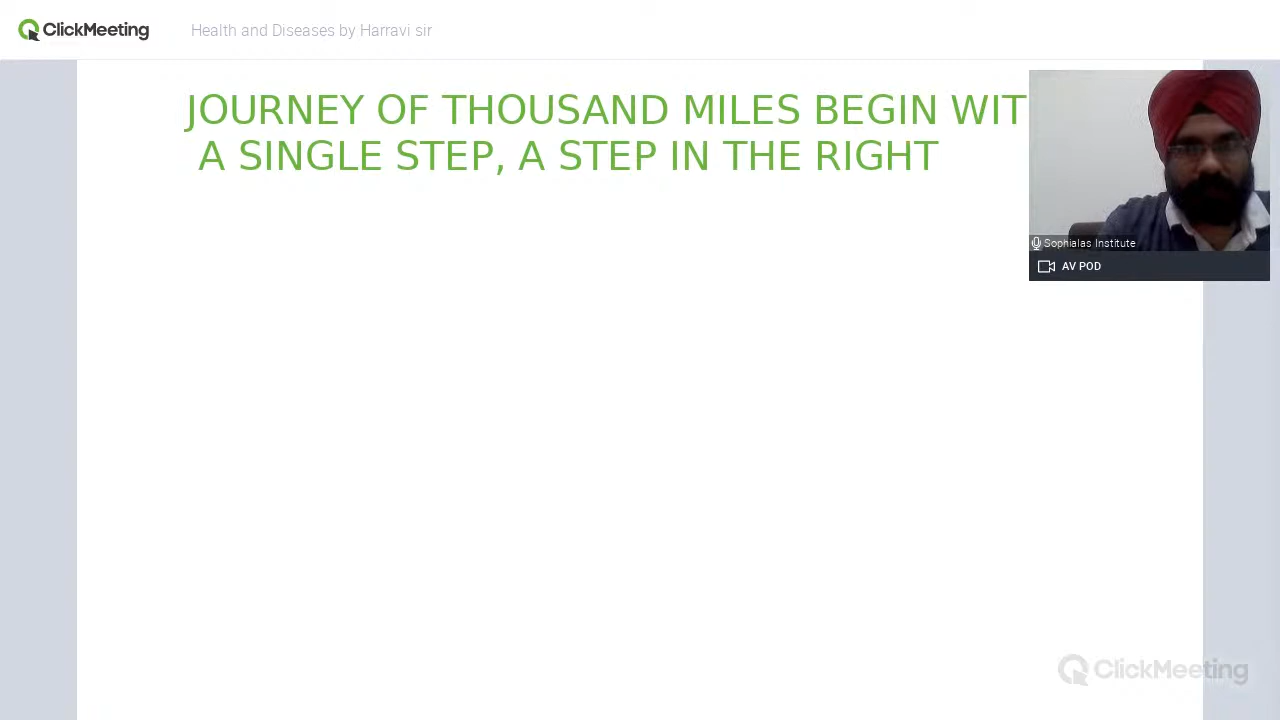 ClickMeeting
Health and Diseases by Harravi sir
JOURNEY OF THOUSAND MILES BEGIN WIT
A SINGLE STEP, A STEP IN THE RIGHT
Sophialas Institute
AV POD
ClickMeeting